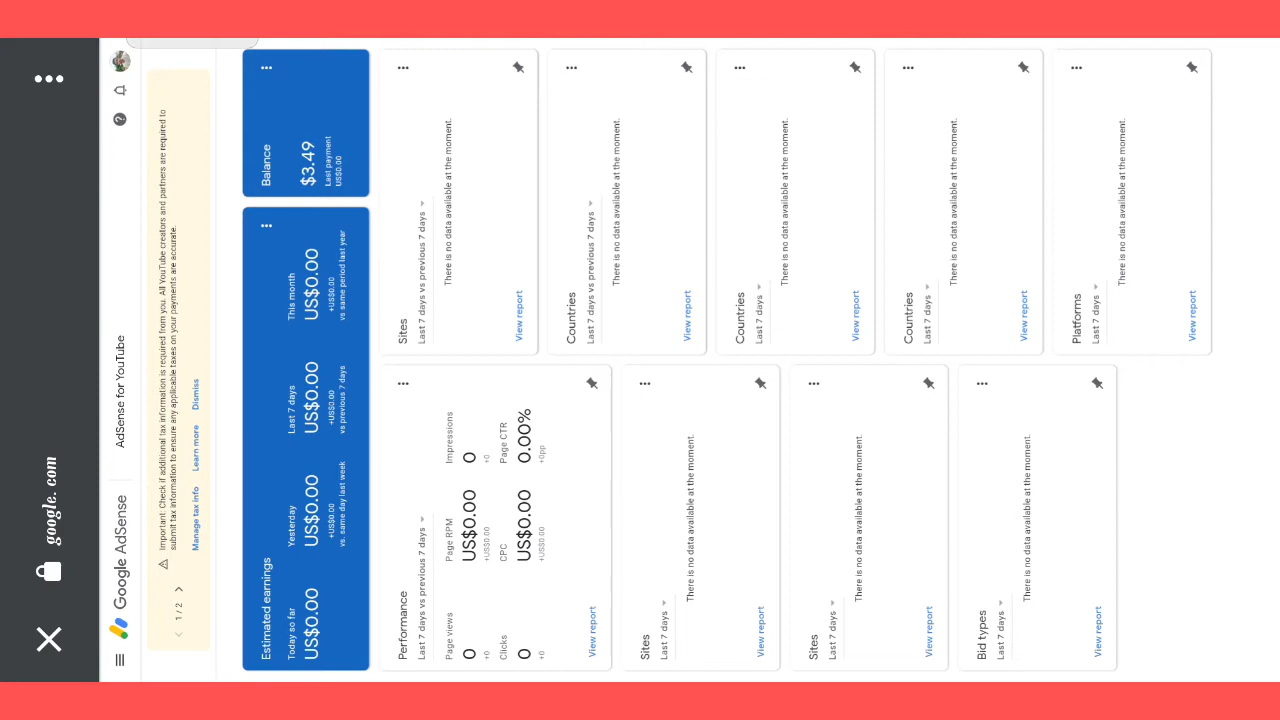 google. com
Google AdSense
AdSense for YouTube
1 / 2
Important: Check if additional tax information is required from you. All YouTube creators and partners are required to
submit tax information to ensure any applicable taxes on your payments are accurate.
Manage tax info Learn more Dismiss
Estimated earnings
Today so far
US$0.00
Yesterday
US$0.00
+US$0.00
vs. same day last week
Last 7 days
US$0.00
+US$0.00
vs previous 7 days
This month
US$0.00
+US$0.00
vs same period last year
Balance
$3.49
Last payment
US$0.00
Performance
Last 7 days vs previous 7 days
Page views
0
+0
Page RPM
US$0.00
+US$0.00
Impressions
0
+0
Clicks
0
+0
CPC
US$0.00
+US$0.00
Page CTR
0.00%
+0pp
View report
Sites
Last 7 days vs previous 7 days
There is no data available at the moment.
View report
Sites
Last 7 days
There is no data available at the moment.
View report
Countries
Last 7 days vs previous 7 days
There is no data available at the moment.
View report
Sites
Last 7 days
There is no data available at the moment.
View report
Countries
Last 7 days
There is no data available at the moment.
View report
Bid types
Last 7 days
There is no data available at the moment.
View report
Countries
Last 7 days
There is no data available at the moment.
View report
Platforms
Last 7 days
There is no data available at the moment.
View report